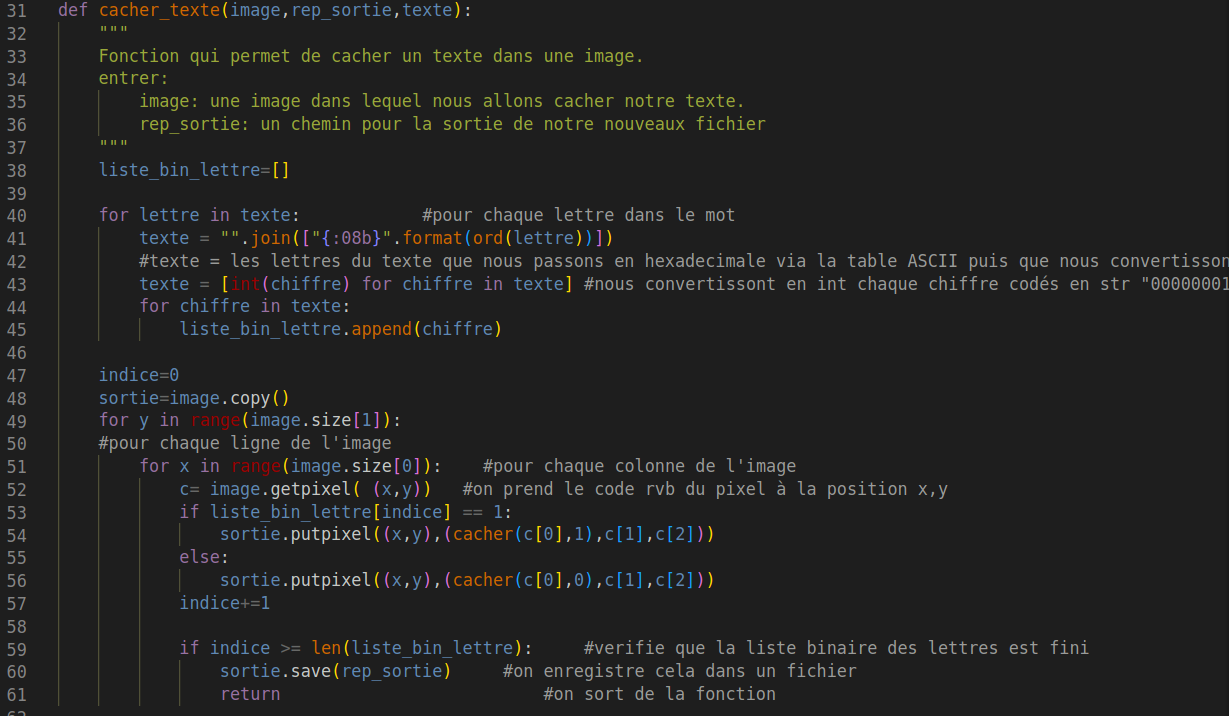 31 def cacher_texte(image,rep_sortie,texte):
32 """
33 Fonction qui permet de cacher un texte dans une image.
34 entrer:
35 image: une image dans lequel nous allons cacher notre texte.
36 rep_sortie: un chemin pour la sortie de notre nouveaux fichier
37 """
38 liste_bin_lettre=[]
39
40 for lettre in texte: #pour chaque lettre dans le mot
41 texte = "".join(["{:08b}".format(ord(lettre))])
42 #texte = les lettres du texte que nous passons en hexadecimale via la table ASCII puis que nous convertisson
43 texte = [int(chiffre) for chiffre in texte] #nous convertissont en int chaque chiffre codés en str "00000001
44 for chiffre in texte:
45 liste_bin_lettre.append(chiffre)
46
47 indice=0
48 sortie=image.copy()
49 for y in range(image.size[1]):
50 #pour chaque ligne de l'image
51 for x in range(image.size[0]): #pour chaque colonne de l'image
52 c= image.getpixel( (x,y)) #on prend le code rvb du pixel à la position x,y
53 if liste_bin_lettre[indice] == 1:
54 sortie.putpixel((x,y),(cacher(c[0],1),c[1],c[2]))
55 else:
56 sortie.putpixel((x,y),(cacher(c[0],0),c[1],c[2]))
57 indice+=1
58
59 if indice >= len(liste_bin_lettre): #verifie que la liste binaire des lettres est fini
60 sortie.save(rep_sortie) #on enregistre cela dans un fichier
61 return #on sort de la fonction